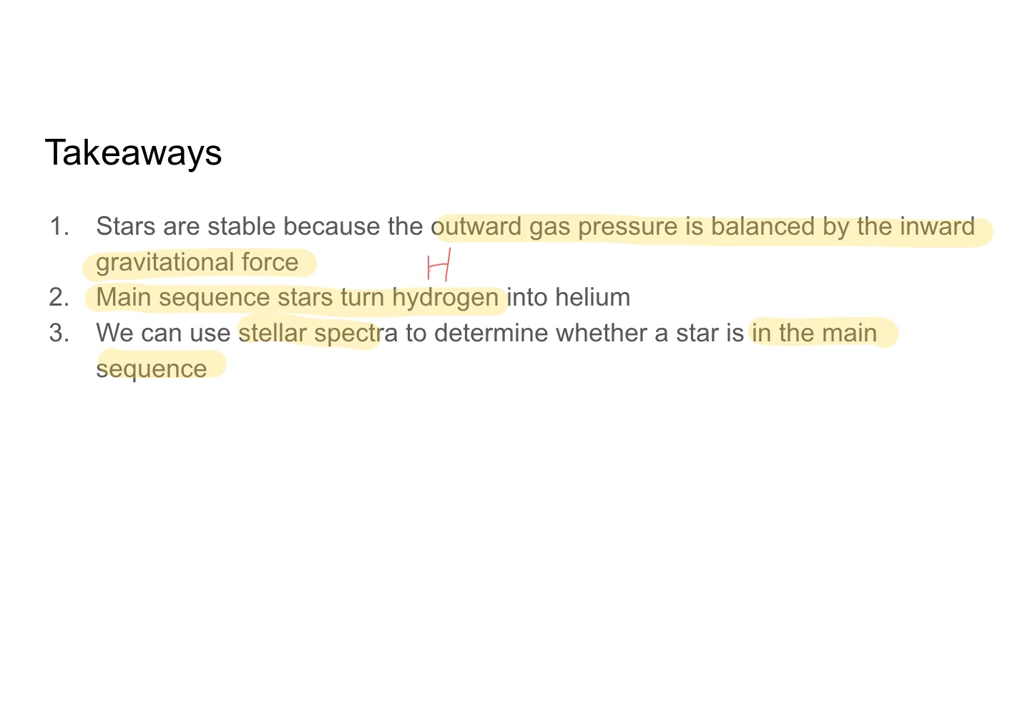 Takeaways
1. Stars are stable because the outward gas pressure is balanced by the inward
gravitational force
H
2. Main sequence stars turn hydrogen into helium
3. We can use stellar spectra to determine whether a star is in the main
sequence